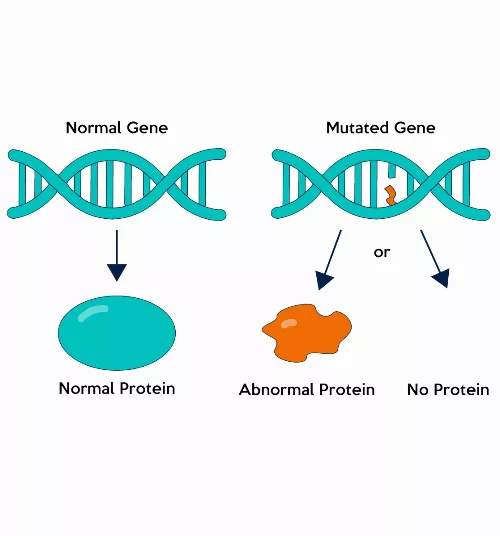 Normal Gene
Mutated Gene
or
Normal Protein
Abnormal Protein
No Protein